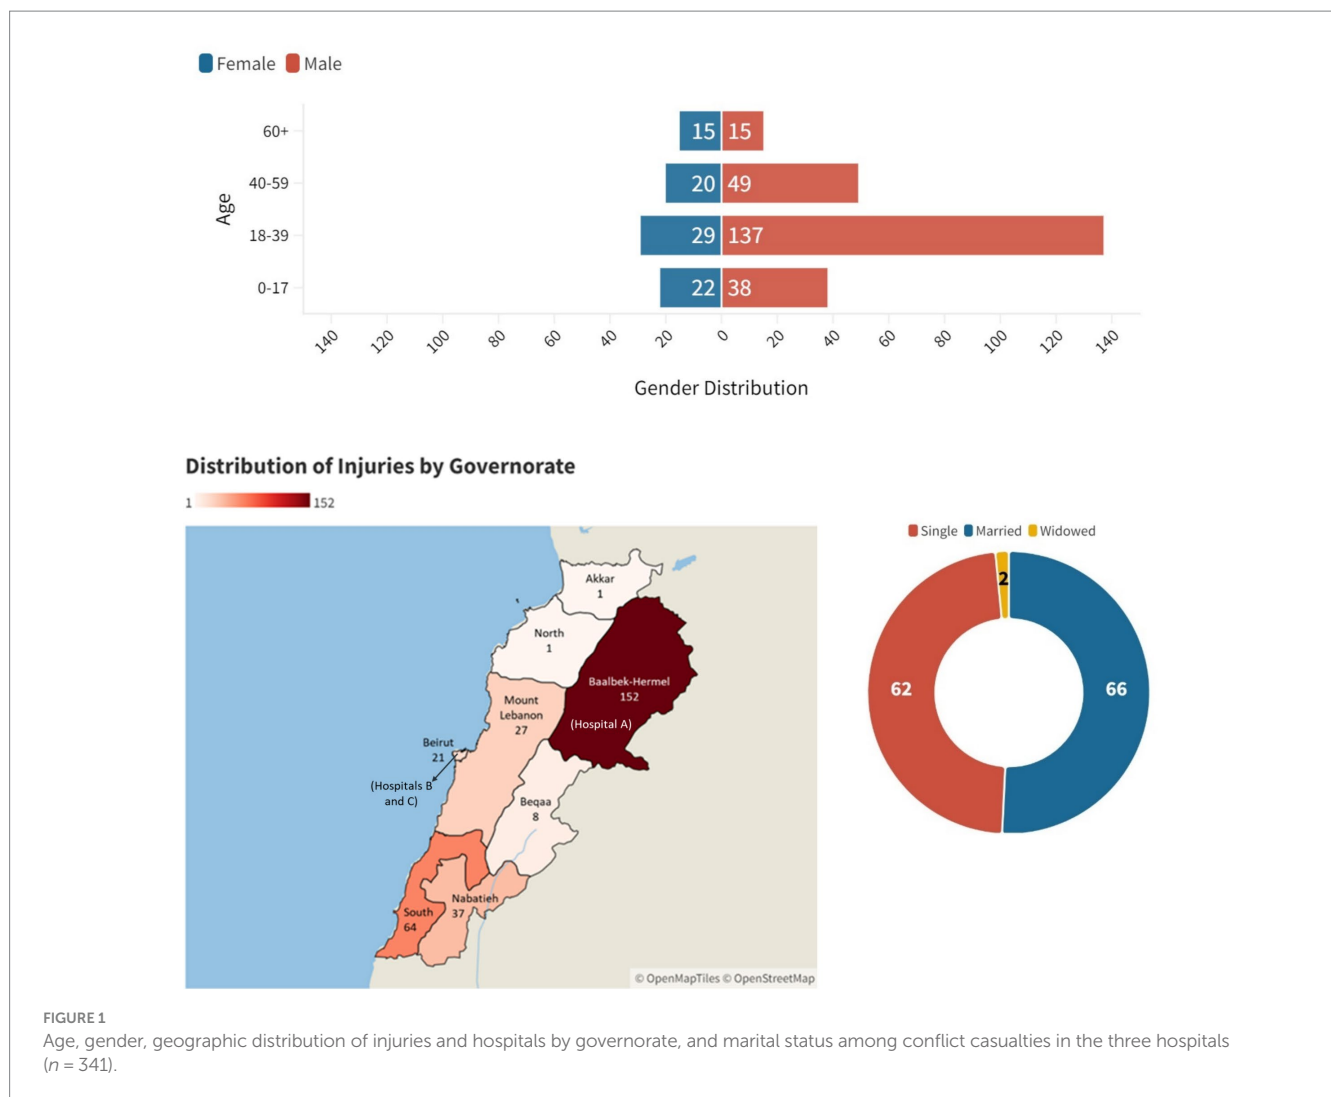 Female Male
60+ 15 15
40-59 20 49
18-39 29 137
0-17 22 38
Age
140 120 100 80 60 40 20 0 20 40 60 80 100 120 140
Gender Distribution
Distribution of Injuries by Governorate
1 152
Akkar
1
North
1
Baalbek-Hermel
152
(Hospital A)
Mount
Lebanon
27
Beirut
21
(Hospitals B
and C)
Beqaa
8
Nabatieh
37
South
64
© OpenMapTiles © OpenStreetMap
Single Married Widowed
2
62
66
FIGURE 1
Age, gender, geographic distribution of injuries and hospitals by governorate, and marital status among conflict casualties in the three hospitals
(n = 341).